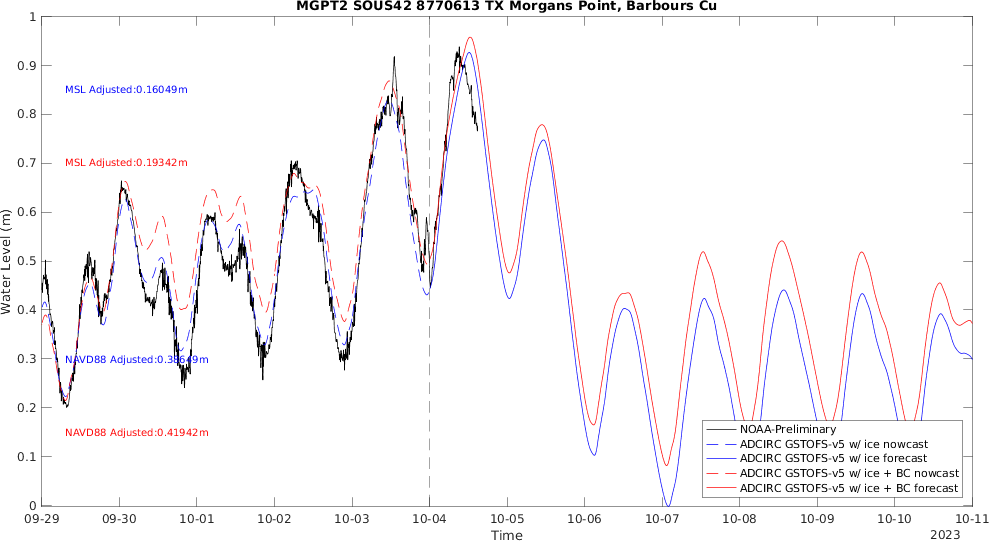 MGPT2 SOUS42 8770613 TX Morgans Point, Barbours Cu
1
0.9
0.8
0.7
0.6
0.5
0.4
0.3
0.2
0.1
0
Water Level (m)
MSL Adjusted:0.16049m
MSL Adjusted:0.19342m
NAVD88 Adjusted:0.38649m
NAVD88 Adjusted:0.41942m
NOAA-Preliminary
ADCIRC GSTOFS-v5 w/ ice nowcast
ADCIRC GSTOFS-v5 w/ ice forecast
ADCIRC GSTOFS-v5 w/ ice + BC nowcast
ADCIRC GSTOFS-v5 w/ ice + BC forecast
09-29 09-30 10-01 10-02 10-03 10-04 10-05 10-06 10-07 10-08 10-09 10-10 10-11
Time
2023